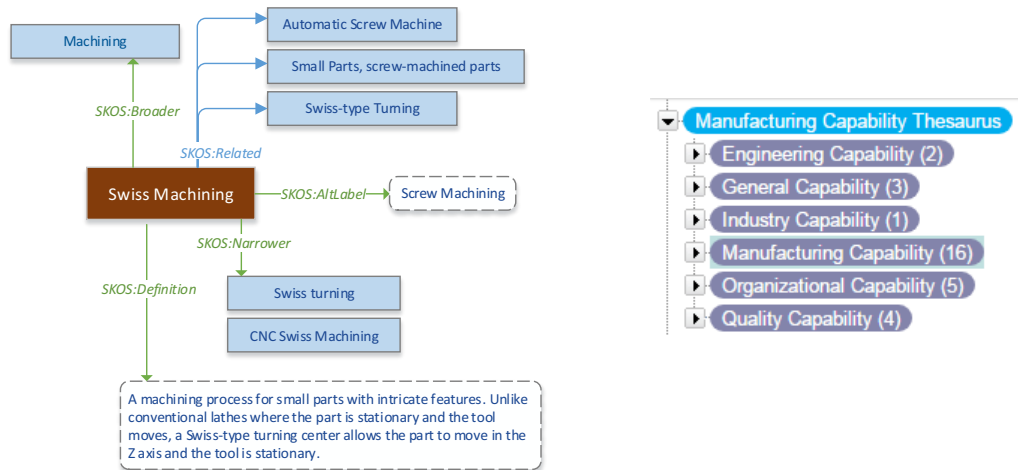 Automatic Screw Machine
Machining
Small Parts, screw-machined parts
SKOS:Broader
Swiss-type Turning
SKOS:Related
Swiss Machining
SKOS:AltLabel
Screw Machining
SKOS:Narrower
SKOS:Definition
Swiss turning
CNC Swiss Machining
A machining process for small parts with intricate features. Unlike
conventional lathes where the part is stationary and the tool
moves, a Swiss-type turning center allows the part to move in the
Z axis and the tool is stationary.
Manufacturing Capability Thesaurus
Engineering Capability (2)
General Capability (3)
Industry Capability (1)
Manufacturing Capability (16)
Organizational Capability (5)
Quality Capability (4)